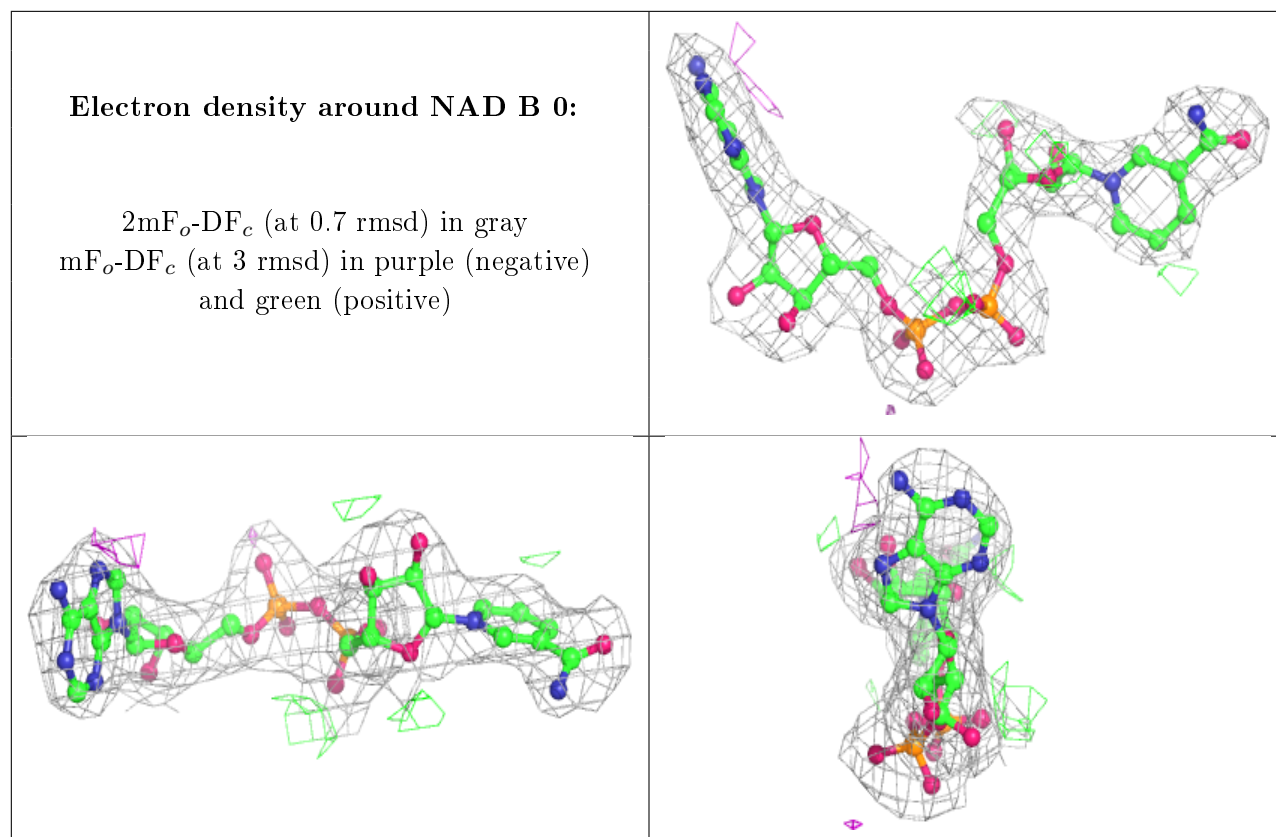 Electron density around NAD B 0:
2mFₒ-DF𝒸 (at 0.7 rmsd) in gray
mFₒ-DF𝒸 (at 3 rmsd) in purple (negative)
and green (positive)